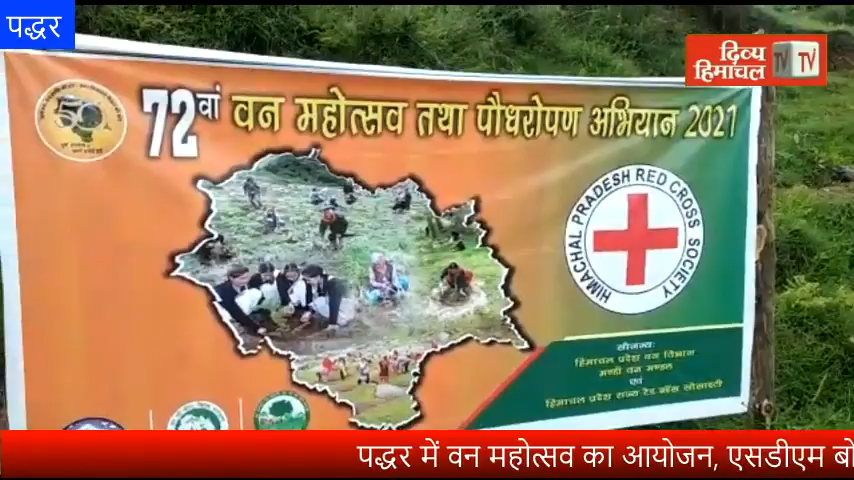 पद्धर
दिव्य
हिमांचल TV
50
72वां वन महोत्सव तथा पौधरोपण अभियान 2021
HIMACHAL PRADESH RED CROSS SOCIETY
सौजन्य:
हिमाचल प्रदेश वन विभाग
मण्डी वन मण्डल
एवं
हिमाचल प्रदेश राज्य रेड क्रॉस सोसाइटी
पद्धर में वन महोत्सव का आयोजन, एसडीएम बो